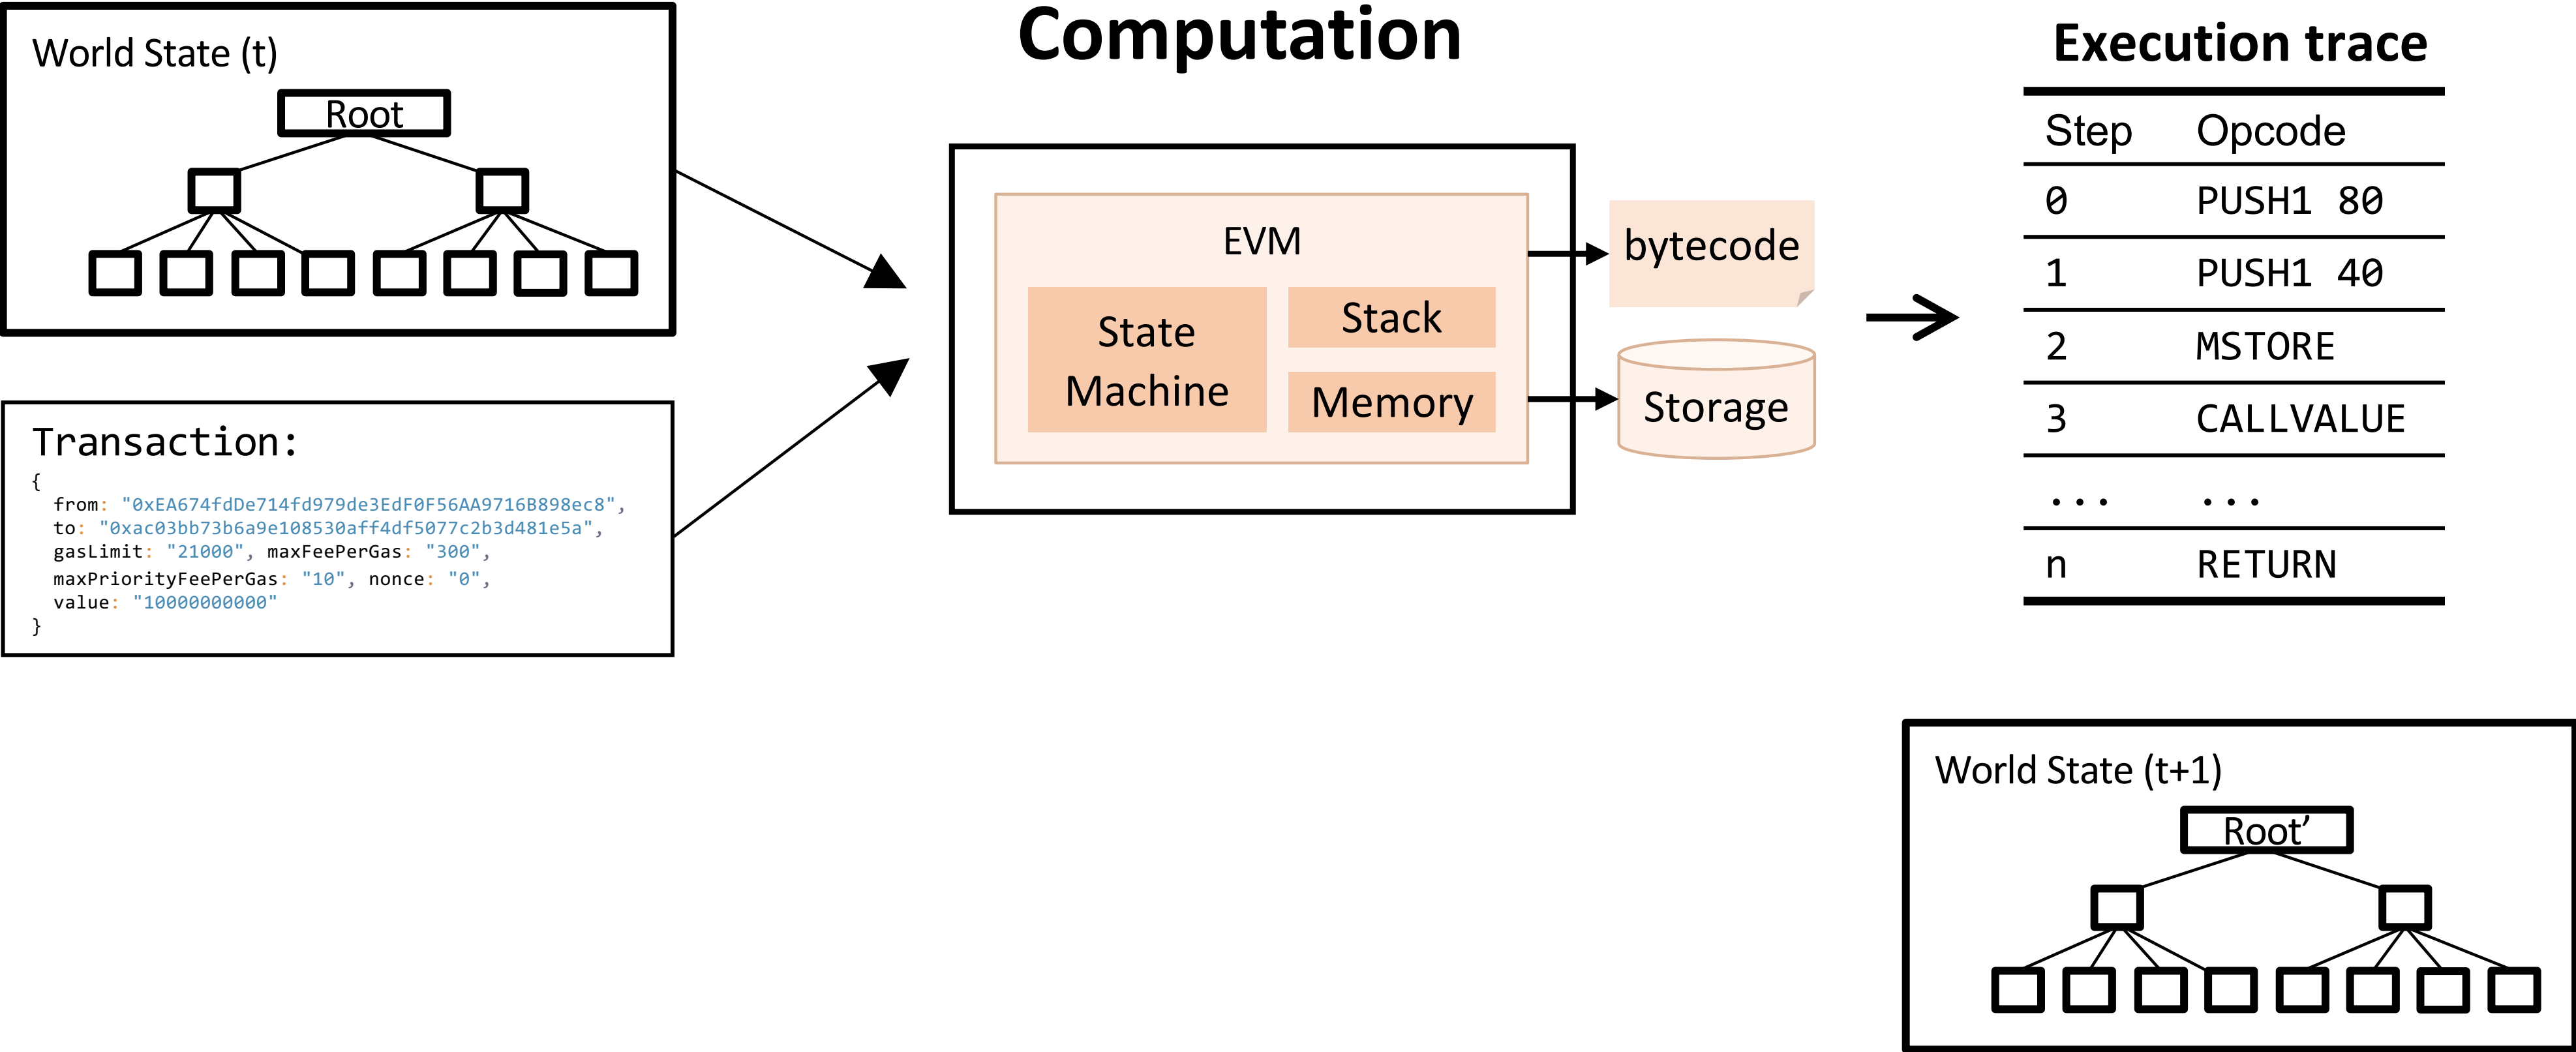 World State (t)
Root
Transaction:
{
from: "0xEA674fdDe714fd979de3EdF0F56AA9716B898ec8",
to: "0xac03bb73b6a9e108530aff4df5077c2b3d481e5a",
gasLimit: "21000", maxFeePerGas: "300",
maxPriorityFeePerGas: "10", nonce: "0",
value: "10000000000"
}
Computation
EVM
State
Machine
Stack
Memory
bytecode
Storage
Execution trace
Step Opcode
0 PUSH1 80
1 PUSH1 40
2 MSTORE
3 CALLVALUE
... ...
n RETURN
World State (t+1)
Root’